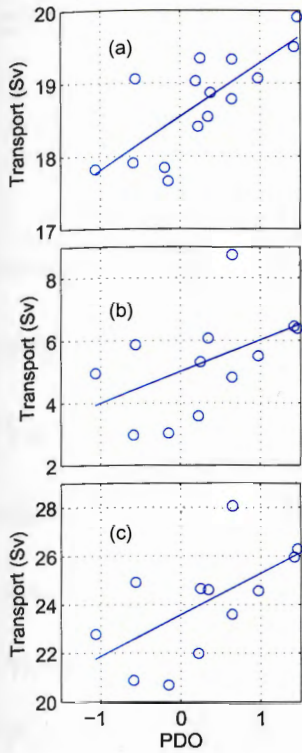 20
(a)
19
Transport (Sv)
18
17
8
(b)
6
Transport (Sv)
4
2
28
(c)
26
Transport (Sv)
24
22
20
−1 0 1
PDO